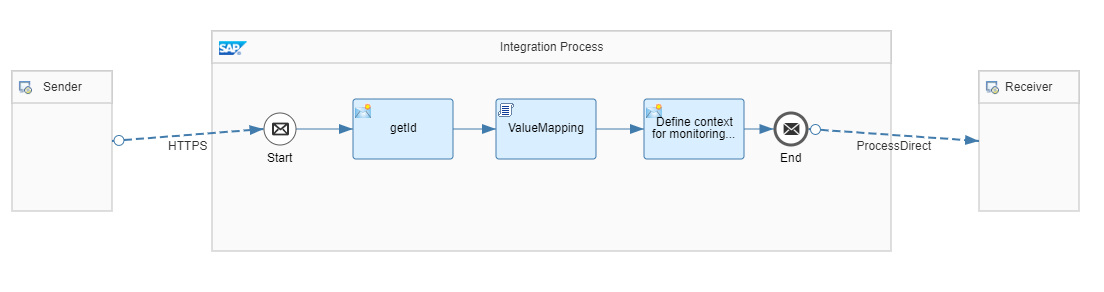 SAP
Integration Process
Sender
Receiver
HTTPS
Start
getId
ValueMapping
Define context
for monitoring...
End
ProcessDirect